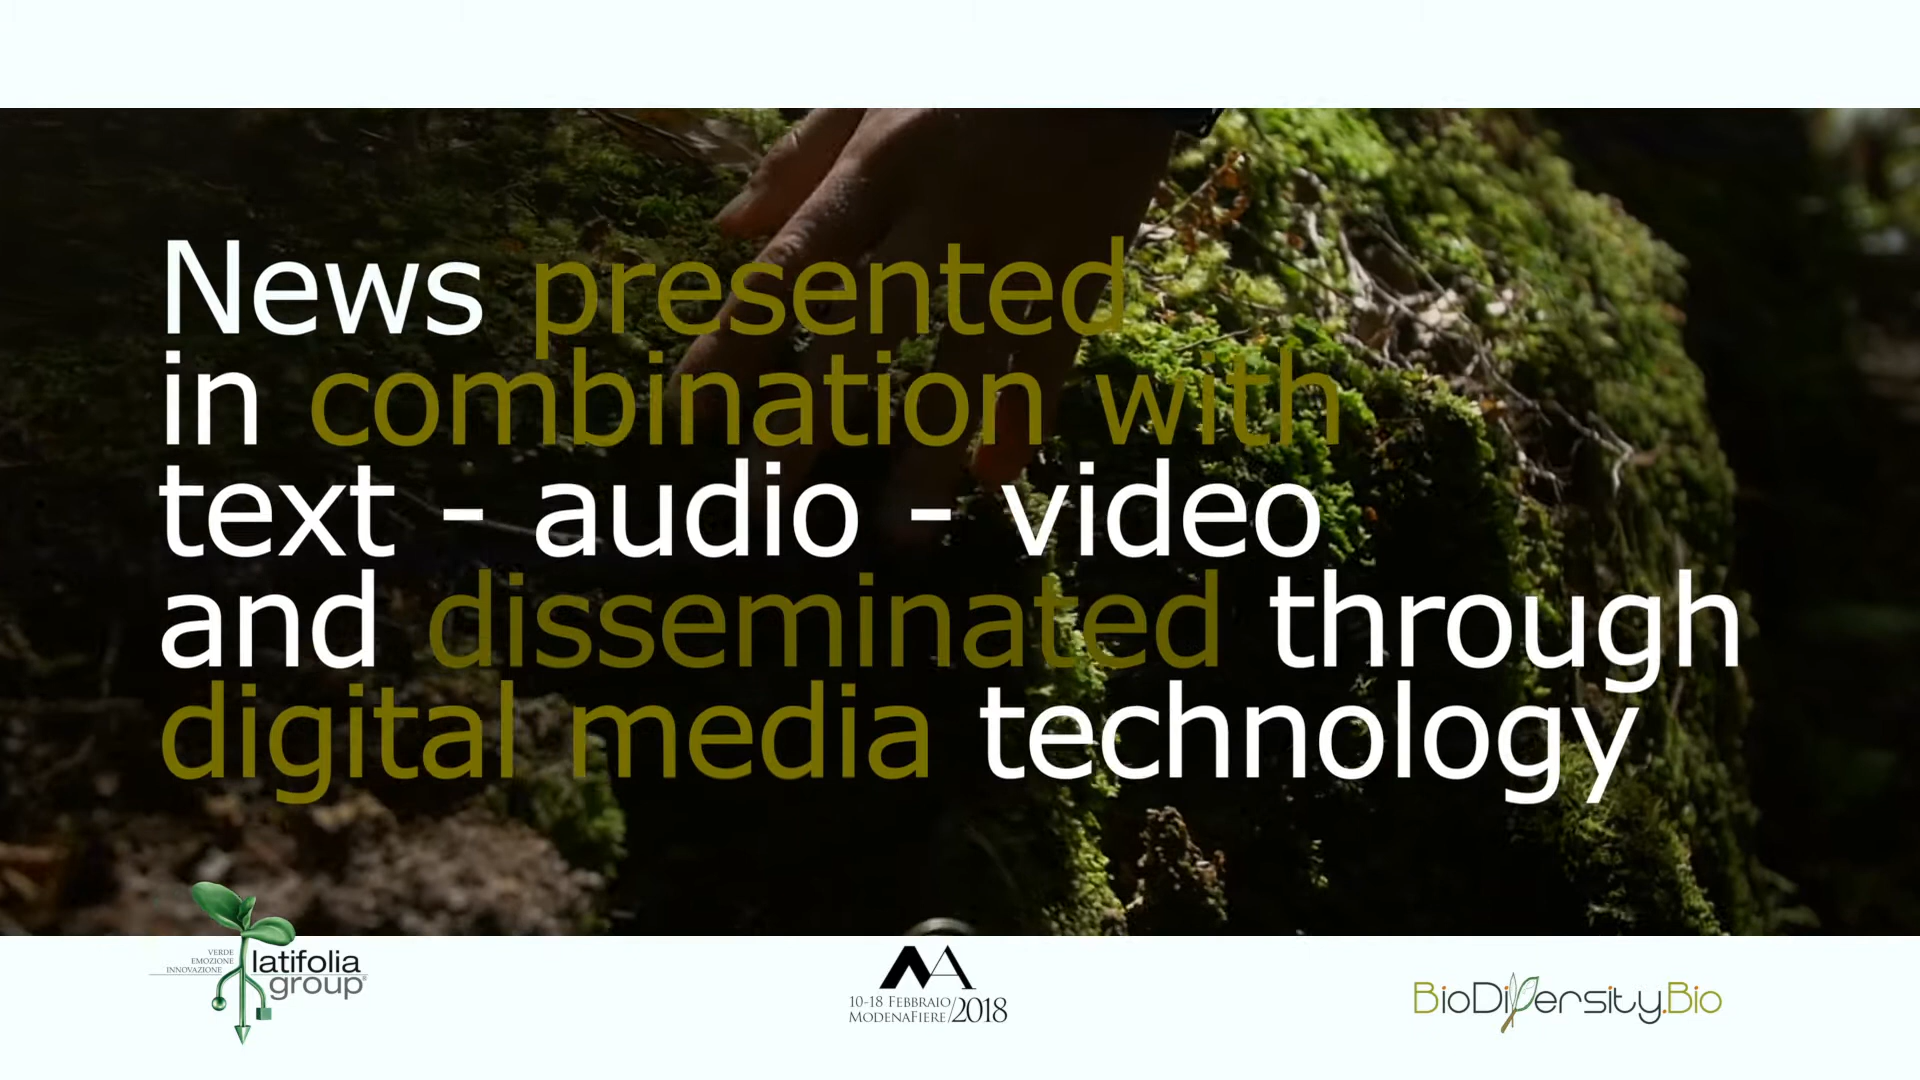 News presented
in combination with
text - audio - video
and disseminated through
digital media technology
VERDE
EMOZIONE
INNOVAZIONE
latifolia
group®
MA
10-18 FEBBRAIO
MODENAFIERE/2018
BioDiVersity.Bio